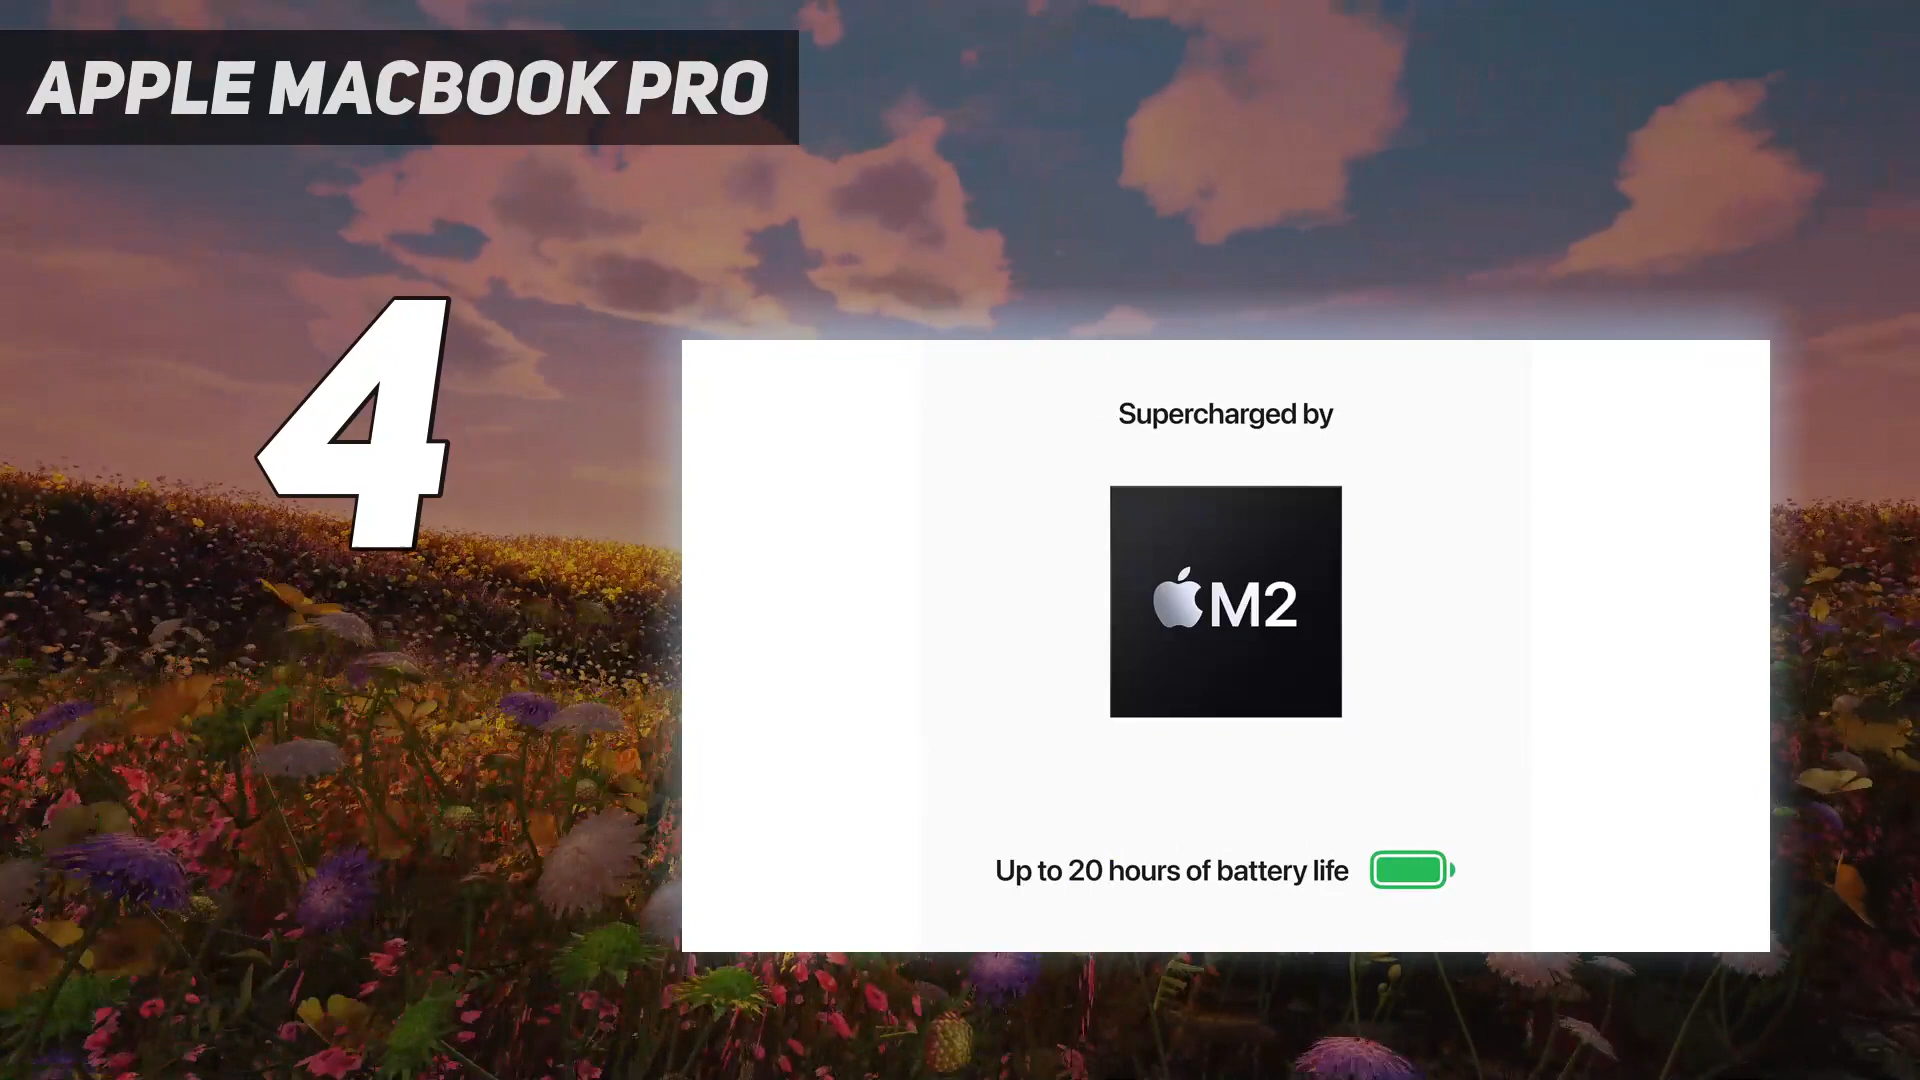 APPLE MACBOOK PRO
4
Supercharged by
M2
Up to 20 hours of battery life